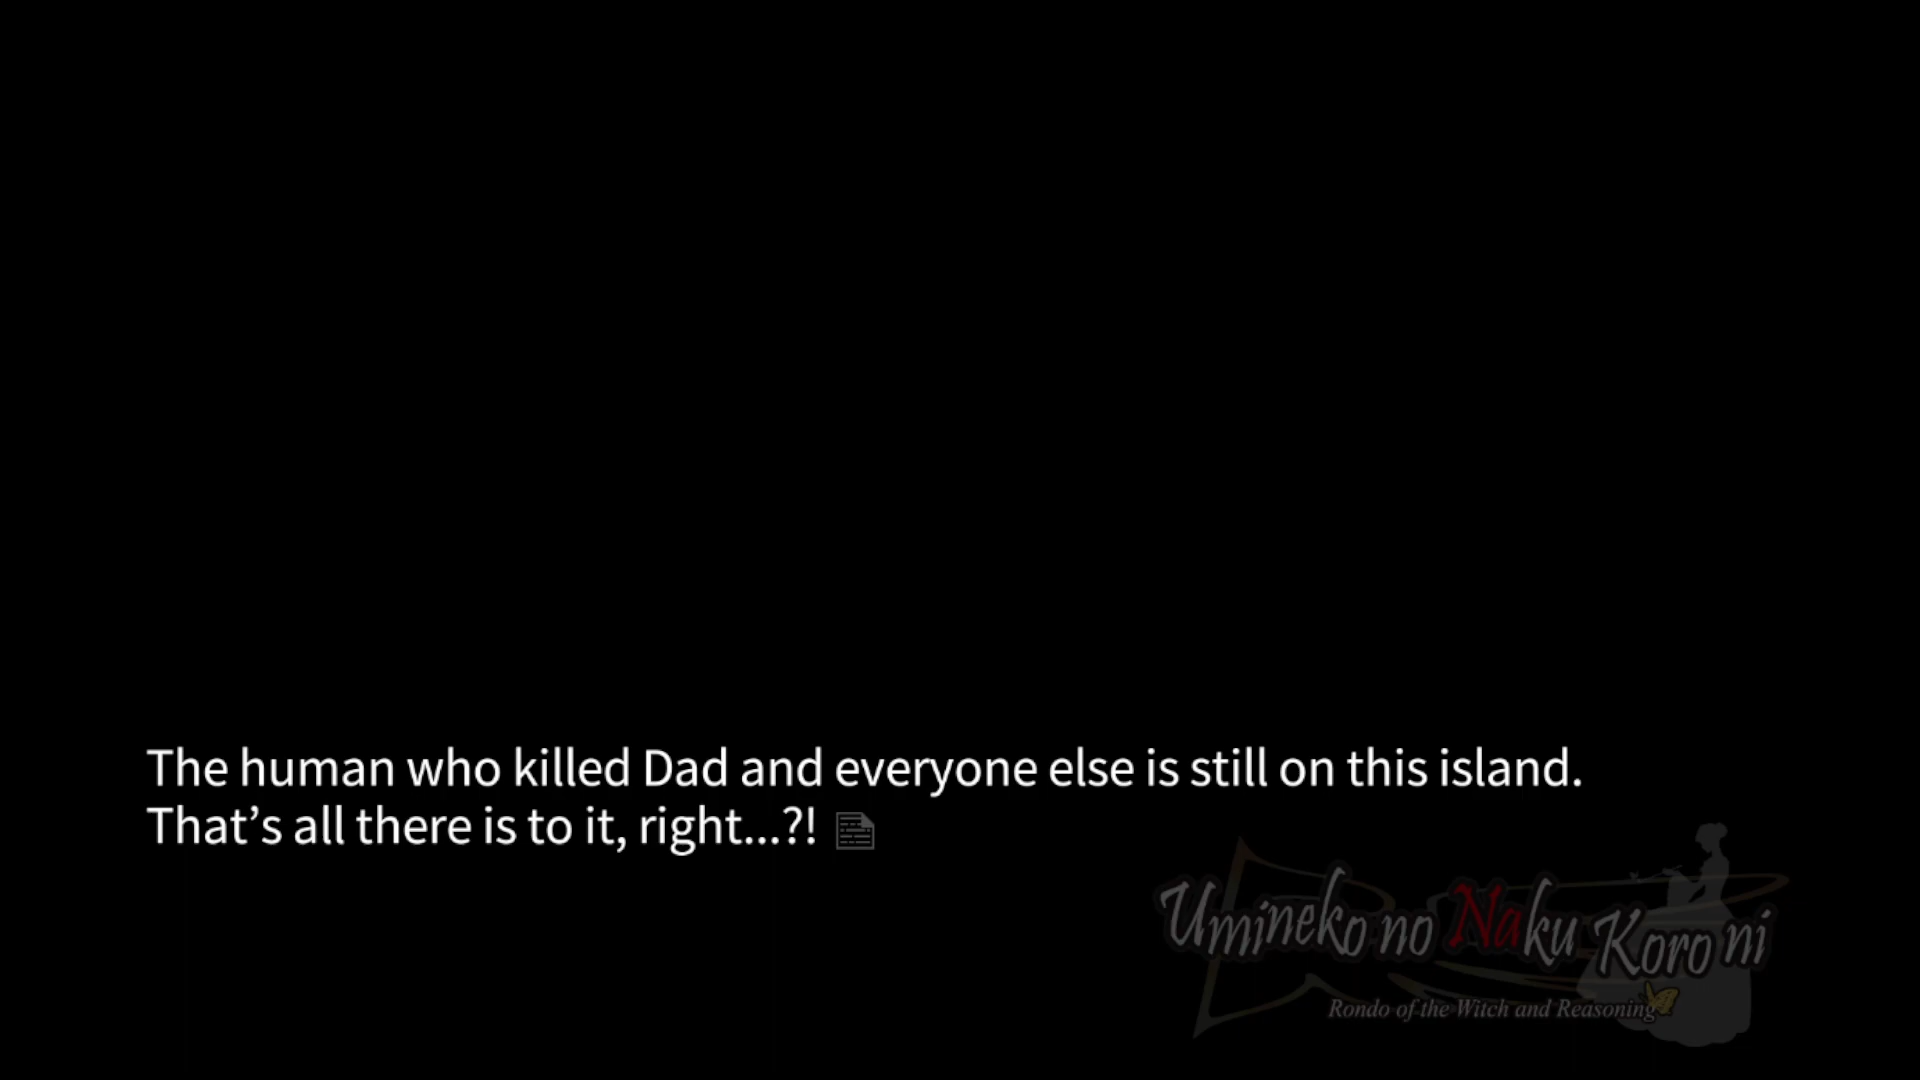 The human who killed Dad and everyone else is still on this island.
That’s all there is to it, right...?!
Umineko no Naku Koro ni
Rondo of the Witch and Reasoning